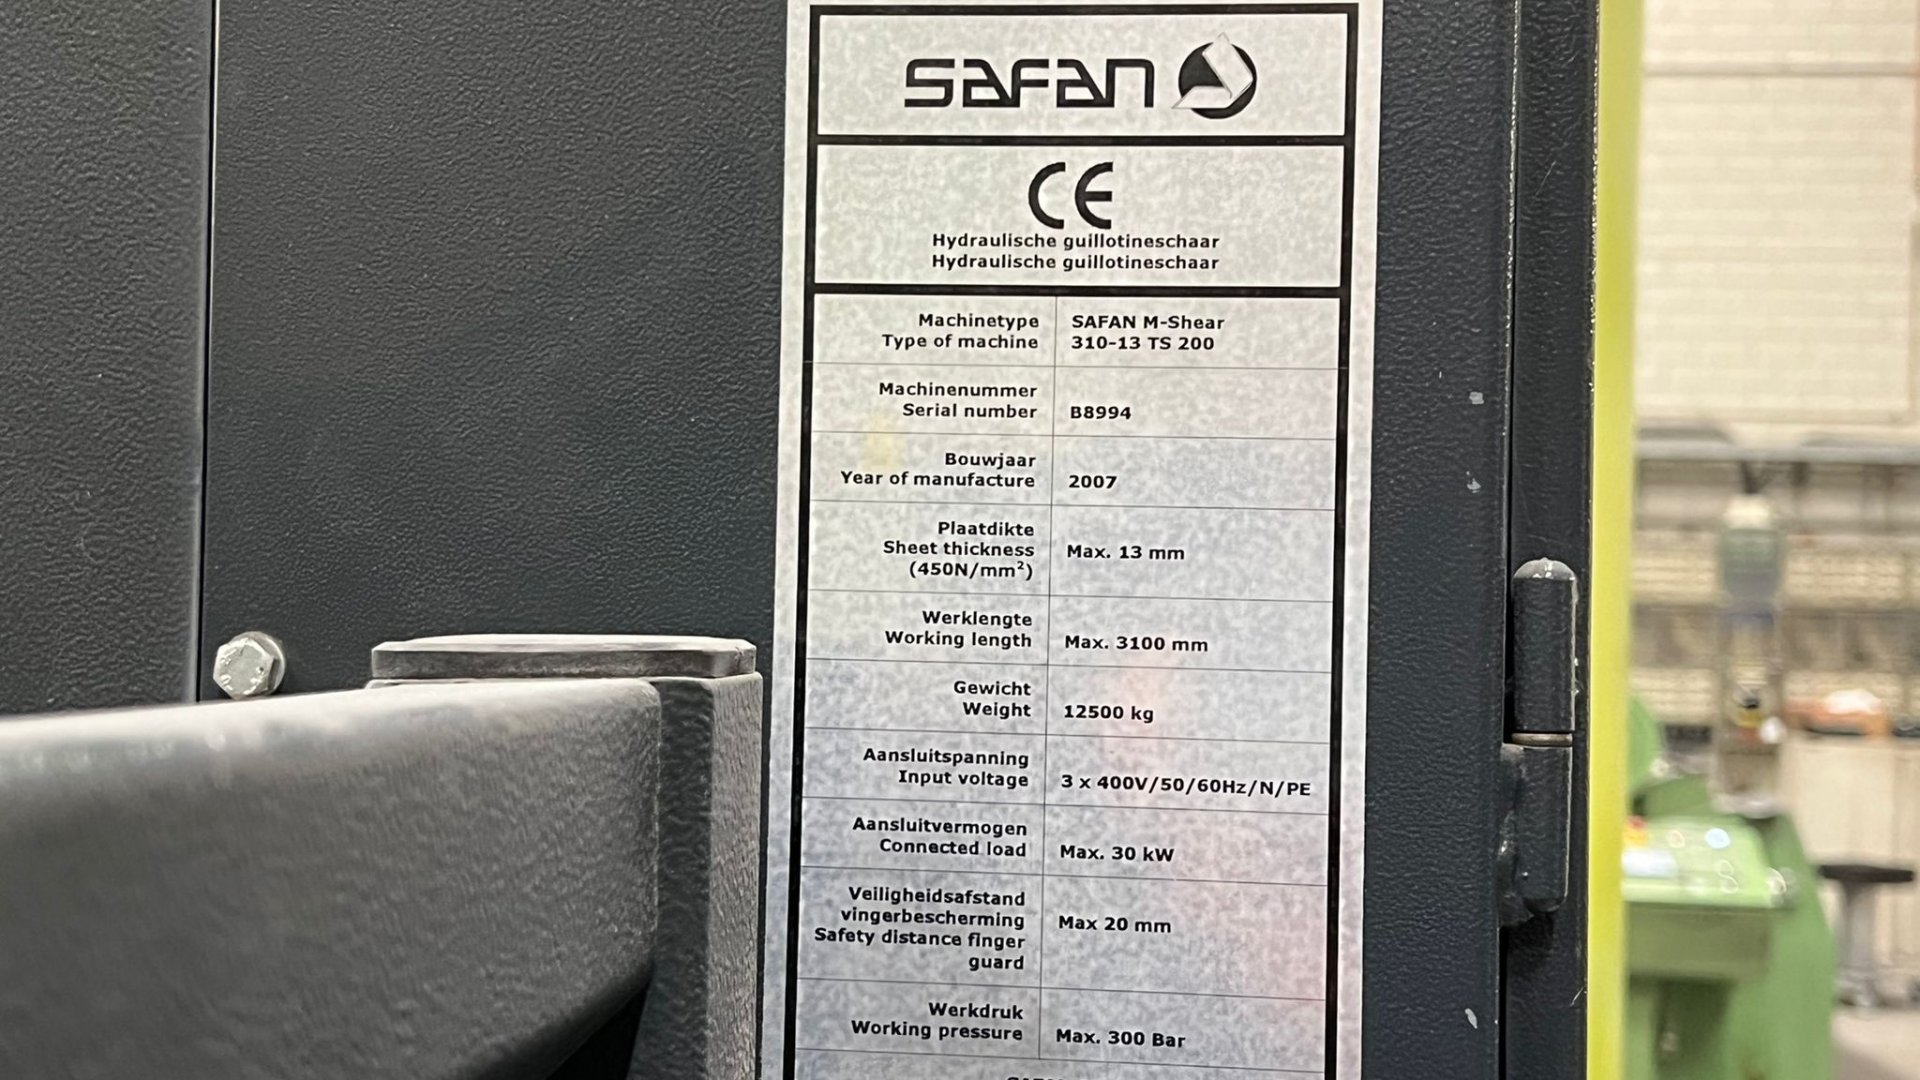 SAFAN
CE
Hydraulische guillotineschaar
Hydraulische guillotineschaar
Machinetype
Type of machine
SAFAN M-Shear
310-13 TS 200
Machinenummer
Serial number
B8994
Bouwjaar
Year of manufacture
2007
Plaatdikte
Sheet thickness
(450N/mm²)
Max. 13 mm
Werklengte
Working length
Max. 3100 mm
Gewicht
Weight
12500 kg
Aansluitspanning
Input voltage
3 x 400V/50/60Hz/N/PE
Aansluitvermogen
Connected load
Max. 30 kW
Veiligheidsafstand
vingerbescherming
Safety distance finger
guard
Max 20 mm
Werkdruk
Working pressure
Max. 300 Bar